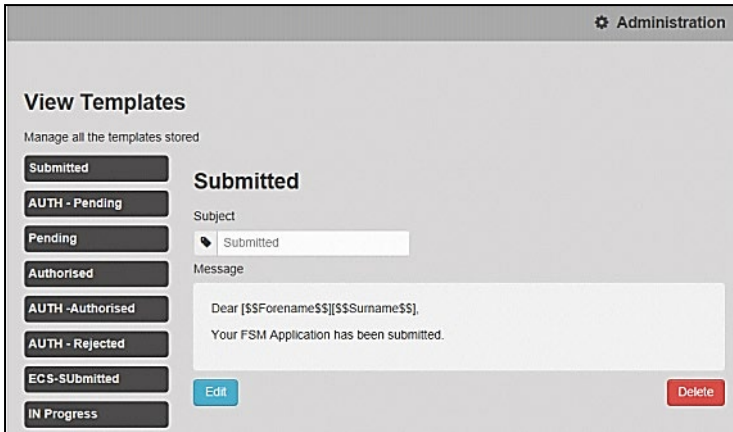 Administration
View Templates
Manage all the templates stored
Submitted
AUTH - Pending
Pending
Authorised
AUTH -Authorised
AUTH - Rejected
ECS-SUbmitted
IN Progress
Submitted
Subject
Submitted
Message
Dear [$$Forename$$][$$Surname$$],
Your FSM Application has been submitted.
Edit
Delete